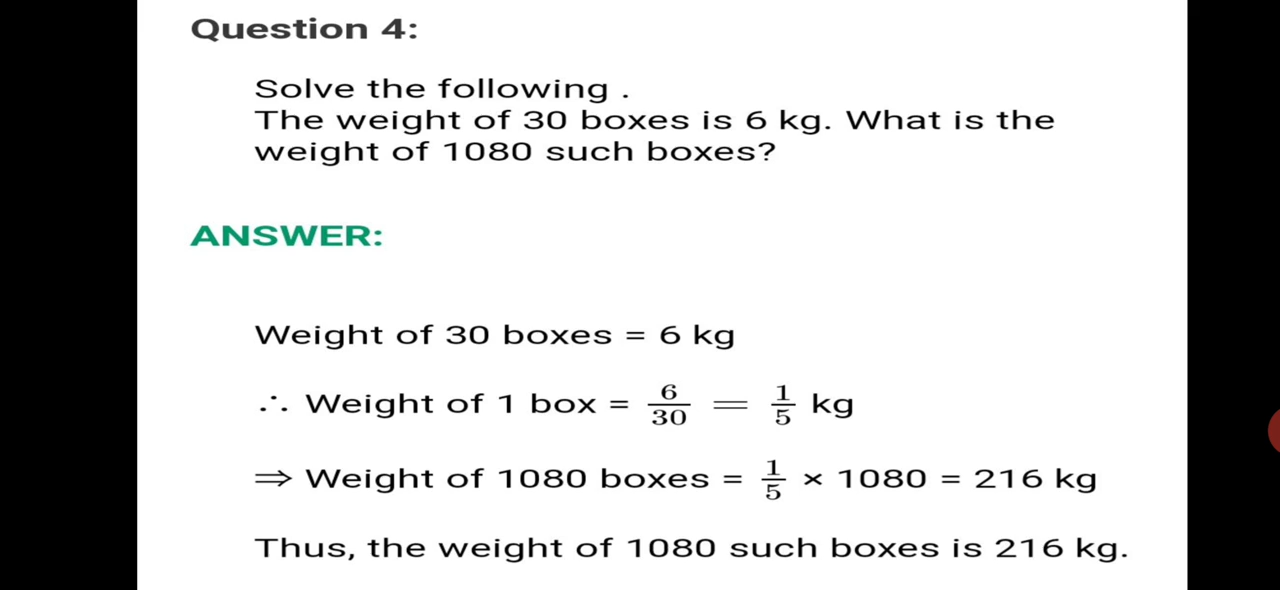 Question 4:
Solve the following .
The weight of 30 boxes is 6 kg. What is the
weight of 1080 such boxes?
ANSWER:
Weight of 30 boxes = 6 kg
∴ Weight of 1 box = 6/30 = 1/5 kg
⇒ Weight of 1080 boxes = 1/5 × 1080 = 216 kg
Thus, the weight of 1080 such boxes is 216 kg.